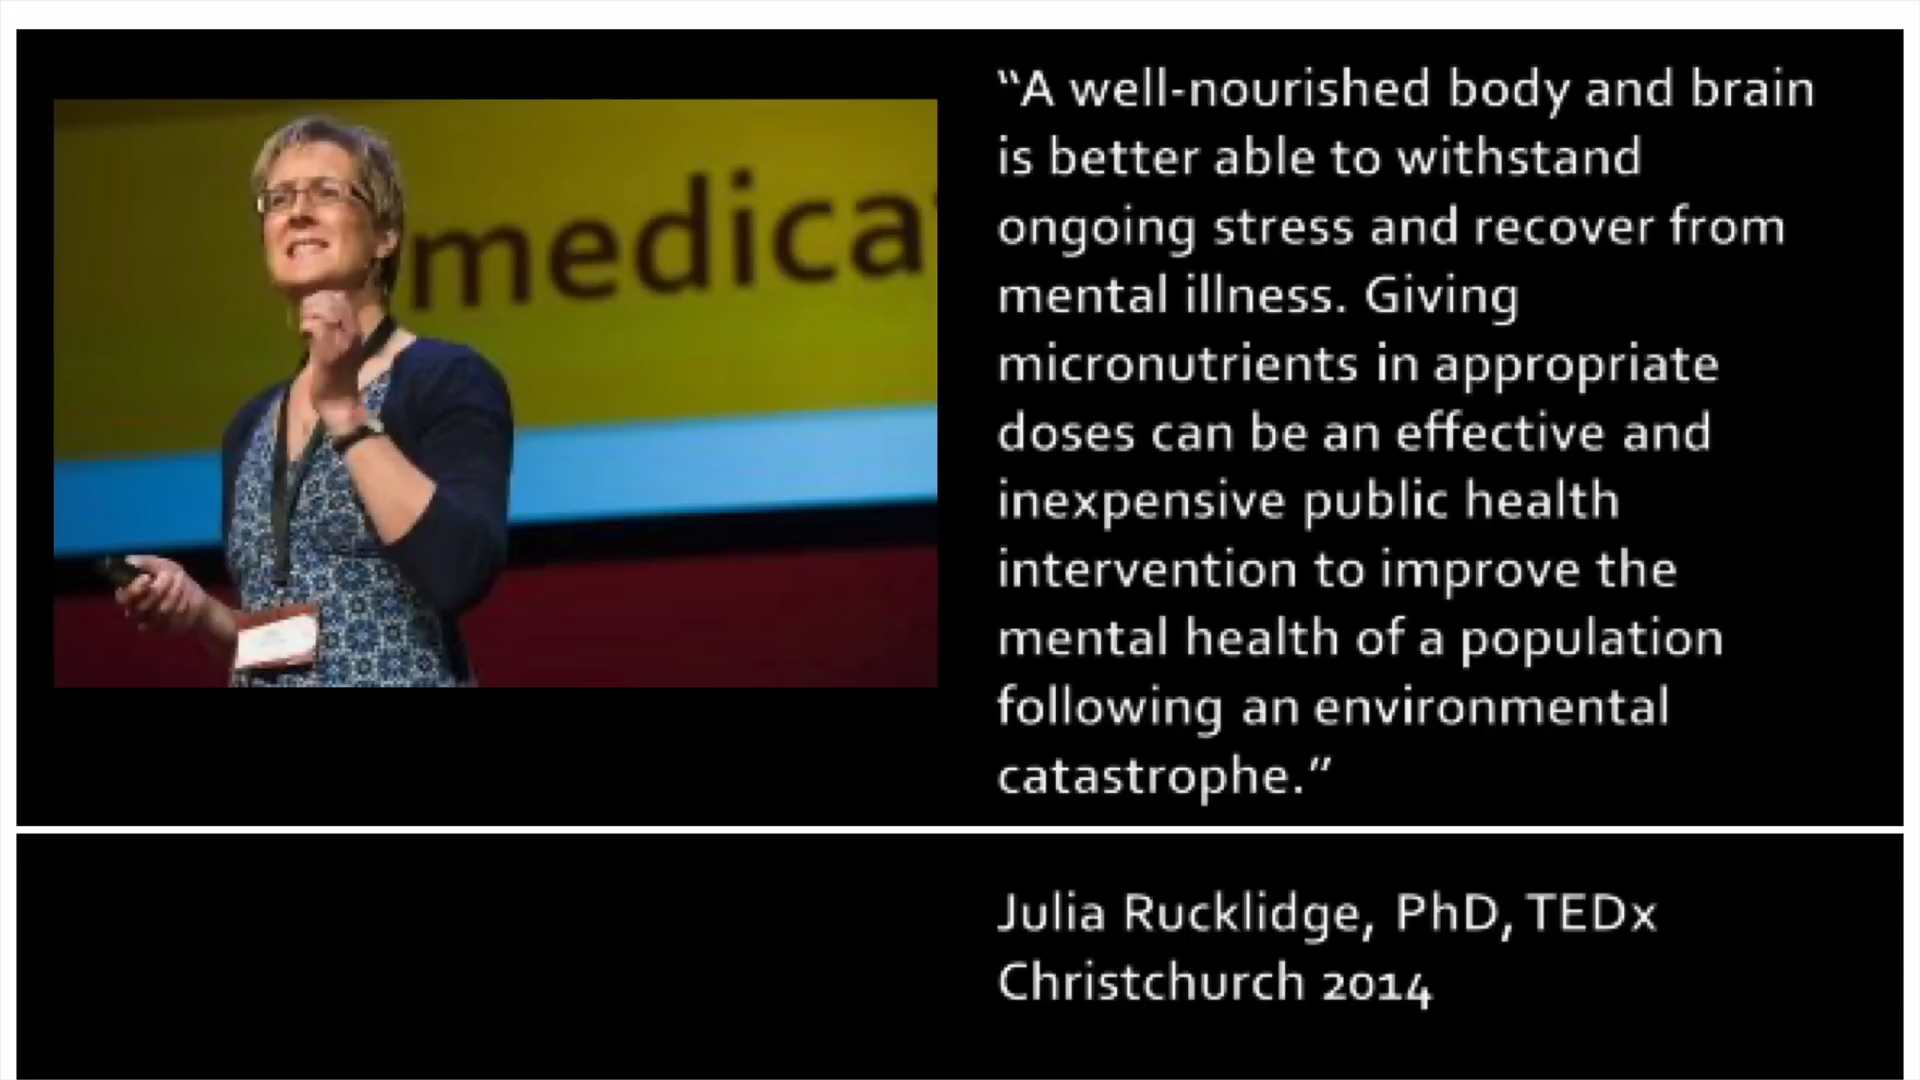 medica
“A well-nourished body and brain
is better able to withstand
ongoing stress and recover from
mental illness. Giving
micronutrients in appropriate
doses can be an effective and
inexpensive public health
intervention to improve the
mental health of a population
following an environmental
catastrophe.”
Julia Rucklidge, PhD, TEDx
Christchurch 2014